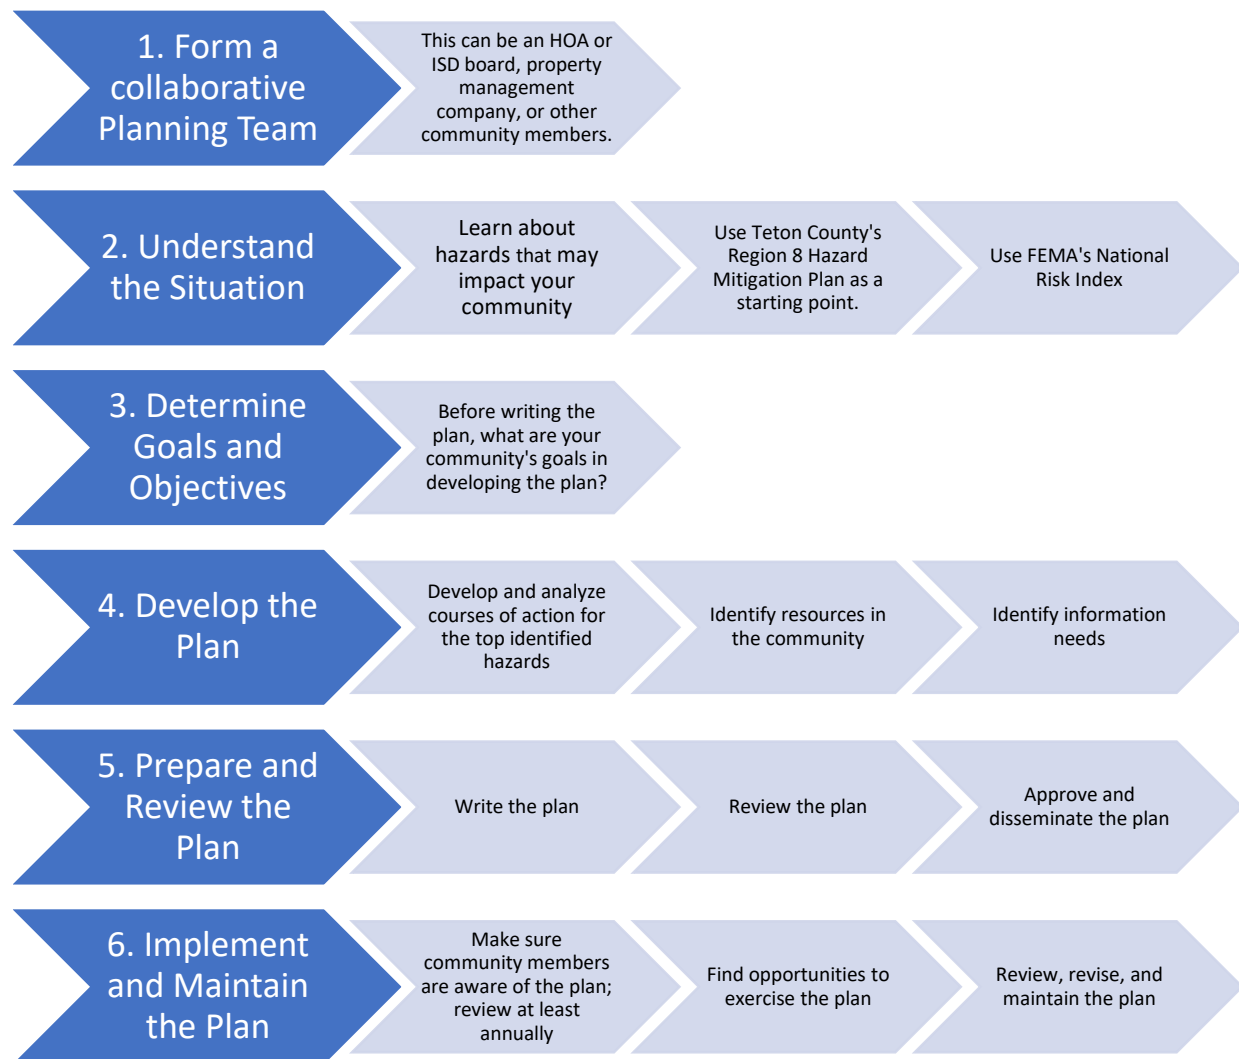 1. Form a
collaborative
Planning Team
This can be an HOA or
ISD board, property
management
company, or other
community members.
2. Understand
the Situation
Learn about
hazards that may
impact your
community
Use Teton County's
Region 8 Hazard
Mitigation Plan as a
starting point.
Use FEMA's National
Risk Index
3. Determine
Goals and
Objectives
Before writing the
plan, what are your
community's goals in
developing the plan?
4. Develop the
Plan
Develop and analyze
courses of action for
the top identified
hazards
Identify resources in
the community
Identify information
needs
5. Prepare and
Review the
Plan
Write the plan
Review the plan
Approve and
disseminate the plan
6. Implement
and Maintain
the Plan
Make sure
community members
are aware of the plan;
review at least
annually
Find opportunities to
exercise the plan
Review, revise, and
maintain the plan